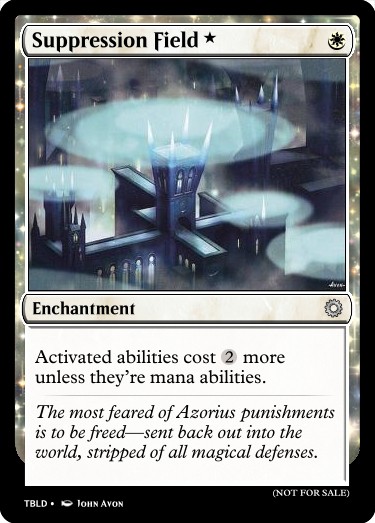 Suppression Field ★
Enchantment
Activated abilities cost 2 more
unless they're mana abilities.
The most feared of Azorius punishments
is to be freed—sent back out into the
world, stripped of all magical defenses.
AVON
(NOT FOR SALE)
TBLD • JOHN AVON